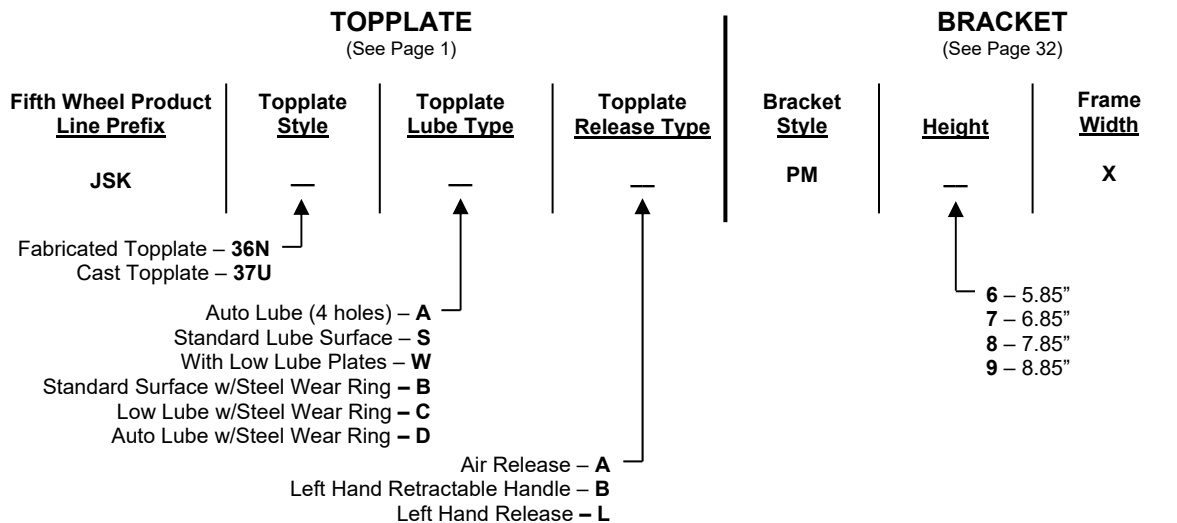 TOPPLATE
(See Page 1)
BRACKET
(See Page 32)
Fifth Wheel Product
Line Prefix
Topplate
Style
Topplate
Lube Type
Topplate
Release Type
Bracket
Style
Height
Frame
Width
JSK
__
__
__
PM
__
X
Fabricated Topplate – 36N
Cast Topplate – 37U
Auto Lube (4 holes) – A
Standard Lube Surface – S
With Low Lube Plates – W
Standard Surface w/Steel Wear Ring – B
Low Lube w/Steel Wear Ring – C
Auto Lube w/Steel Wear Ring – D
Air Release – A
Left Hand Retractable Handle – B
Left Hand Release – L
6 – 5.85”
7 – 6.85”
8 – 7.85”
9 – 8.85”